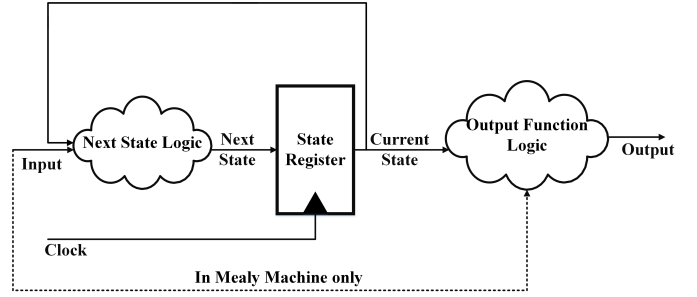 Next State Logic
Next
State
State
Register
Current
State
Output Function
Logic
Input
Output
Clock
In Mealy Machine only